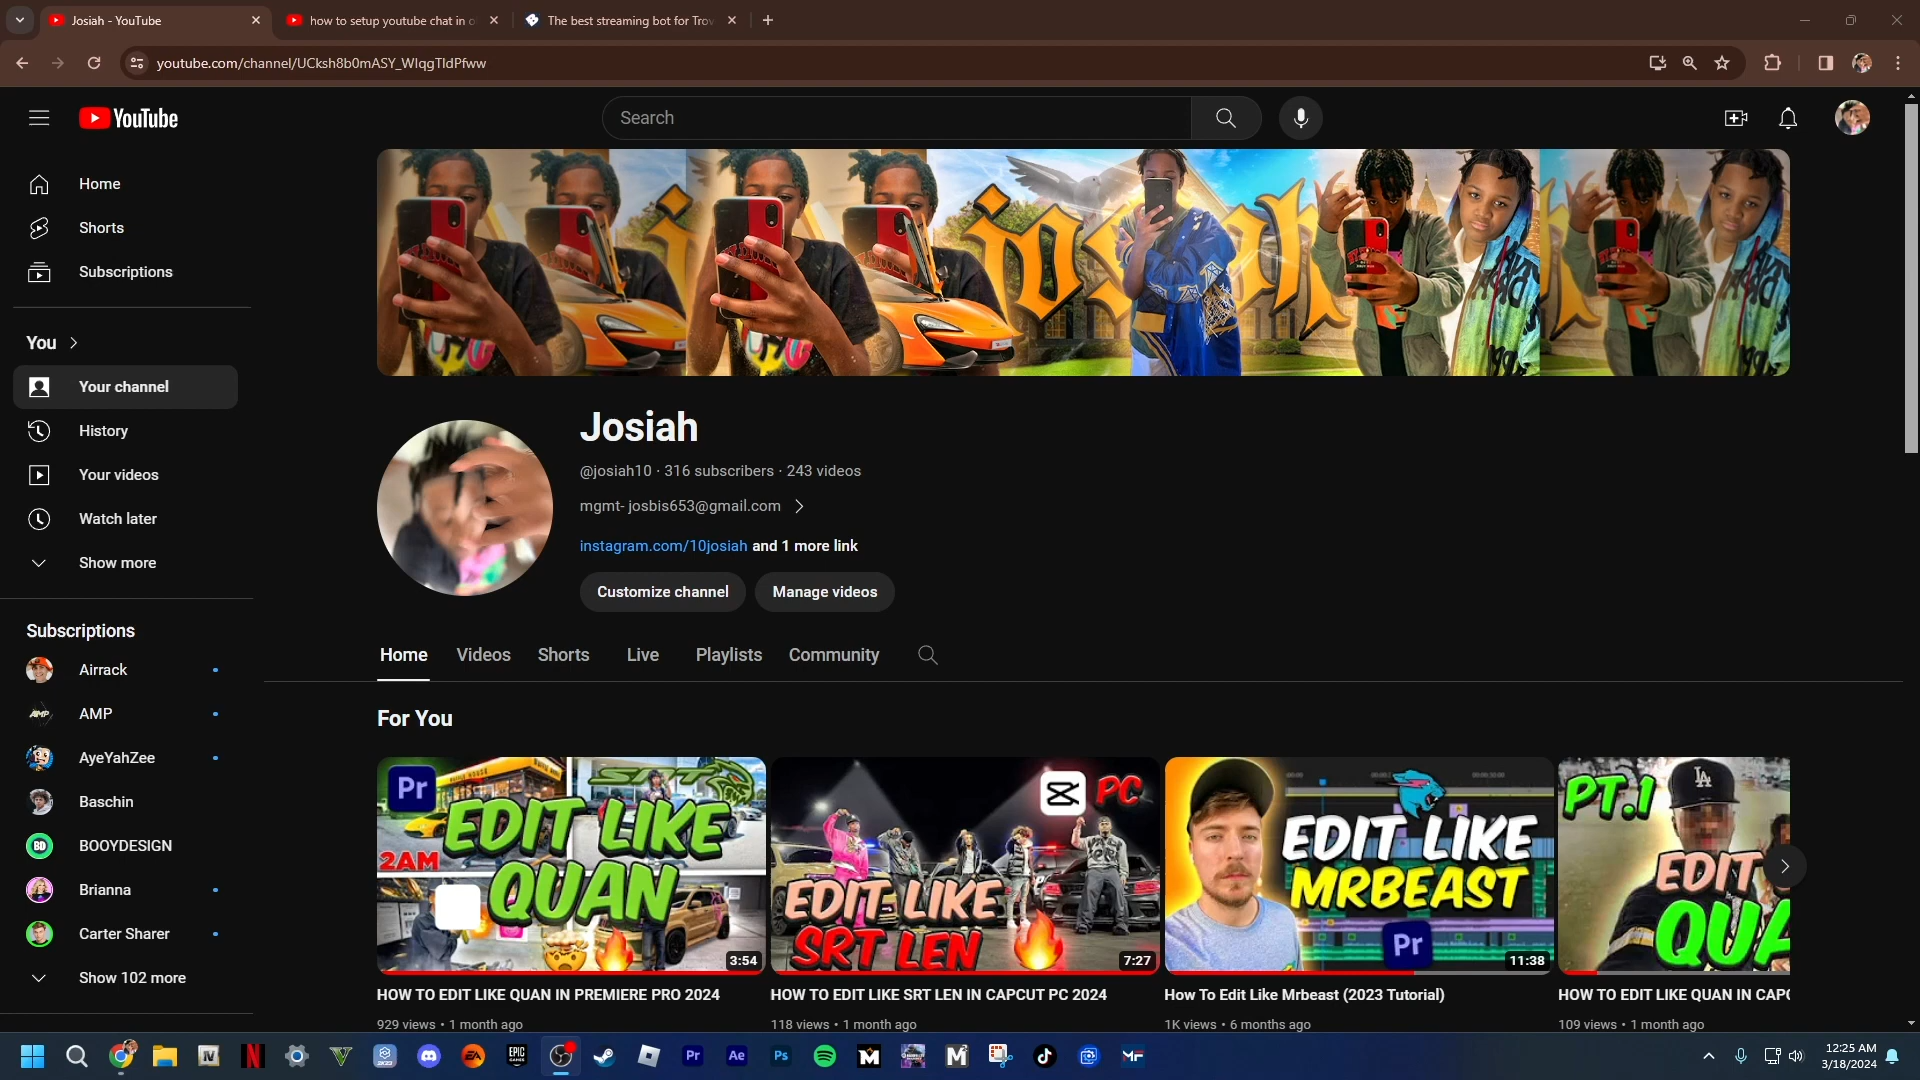 Josiah - YouTube
how to setup youtube chat in o
The best streaming bot for Trov
youtube.com/channel/UCksh8b0mASY_WIqgTIdPfww
YouTube
Search
Home
Shorts
Subscriptions
You
Your channel
History
Your videos
Watch later
Show more
Subscriptions
Airrack
AMP
AyeYahZee
Baschin
BOOYDESIGN
Brianna
Carter Sharer
Show 102 more
josiah
Josiah
@josiah10 · 316 subscribers · 243 videos
mgmt- josbis653@gmail.com
instagram.com/10josiah and 1 more link
Customize channel
Manage videos
Home
Videos
Shorts
Live
Playlists
Community
For You
Pr
SRT
EDIT LIKE
QUAN
2AM
3:54
HOW TO EDIT LIKE QUAN IN PREMIERE PRO 2024
929 views • 1 month ago
PC
EDIT LIKE
SRT LEN
7:27
HOW TO EDIT LIKE SRT LEN IN CAPCUT PC 2024
118 views • 1 month ago
EDIT LIKE
MRBEAST
Pr
11:38
How To Edit Like Mrbeast (2023 Tutorial)
1K views • 6 months ago
PT.1
LA
EDIT
QUA
HOW TO EDIT LIKE QUAN IN CAPC
109 views • 1 month ago
Pr
Ae
Ps
12:25 AM
3/18/2024